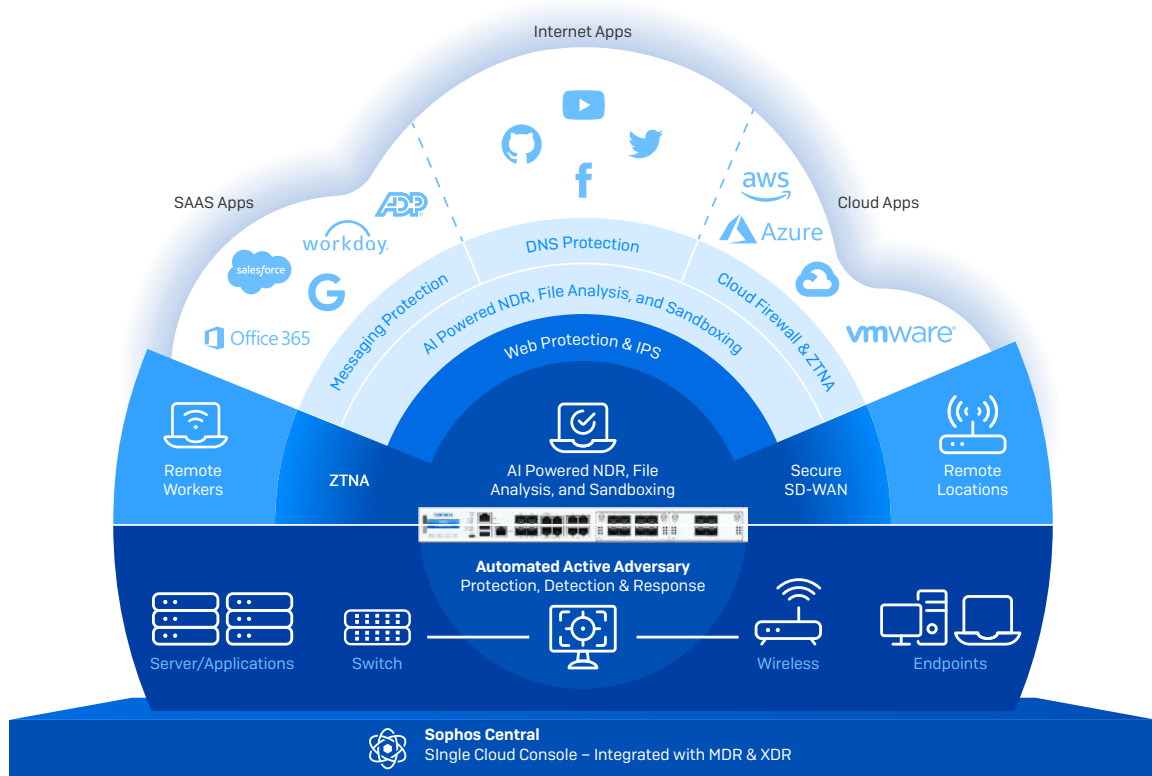 Internet Apps
SAAS Apps
Cloud Apps
ADP
workday.
salesforce
G
Office 365
f
aws
Azure
vmware®
DNS Protection
Messaging Protection
Cloud Firewall & ZTNA
AI Powered NDR, File Analysis, and Sandboxing
Web Protection & IPS
Remote
Workers
ZTNA
AI Powered NDR, File
Analysis, and Sandboxing
Secure
SD-WAN
Remote
Locations
Automated Active Adversary
Protection, Detection & Response
Server/Applications
Switch
Wireless
Endpoints
Sophos Central
SIngle Cloud Console – Integrated with MDR & XDR